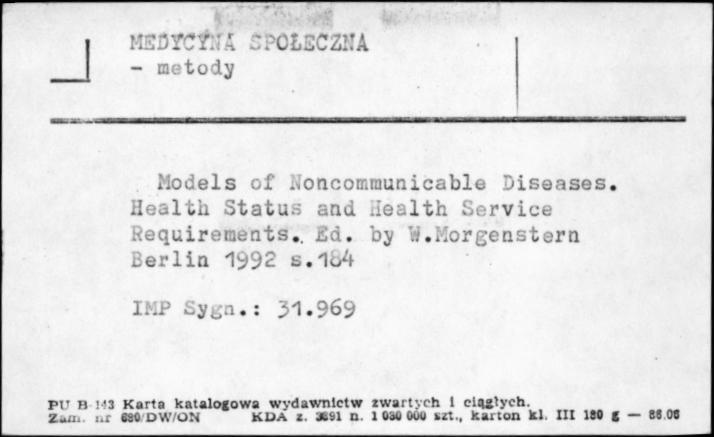 MEDYCYNA SPOŁECZNA
- metody
Models of Noncommunicable Diseases.
Health Status and Health Service
Requirements. Ed. by W.Morgenstern
Berlin 1992 s.184
IMP Sygn.: 31.969
PU B-143 Karta katalogowa wydawnictw zwartych i ciągłych.
Zam. nr 680/DW/ON KDA z. 3891 n. 1 080 000 szt., karton kl. III 180 g — 86.06